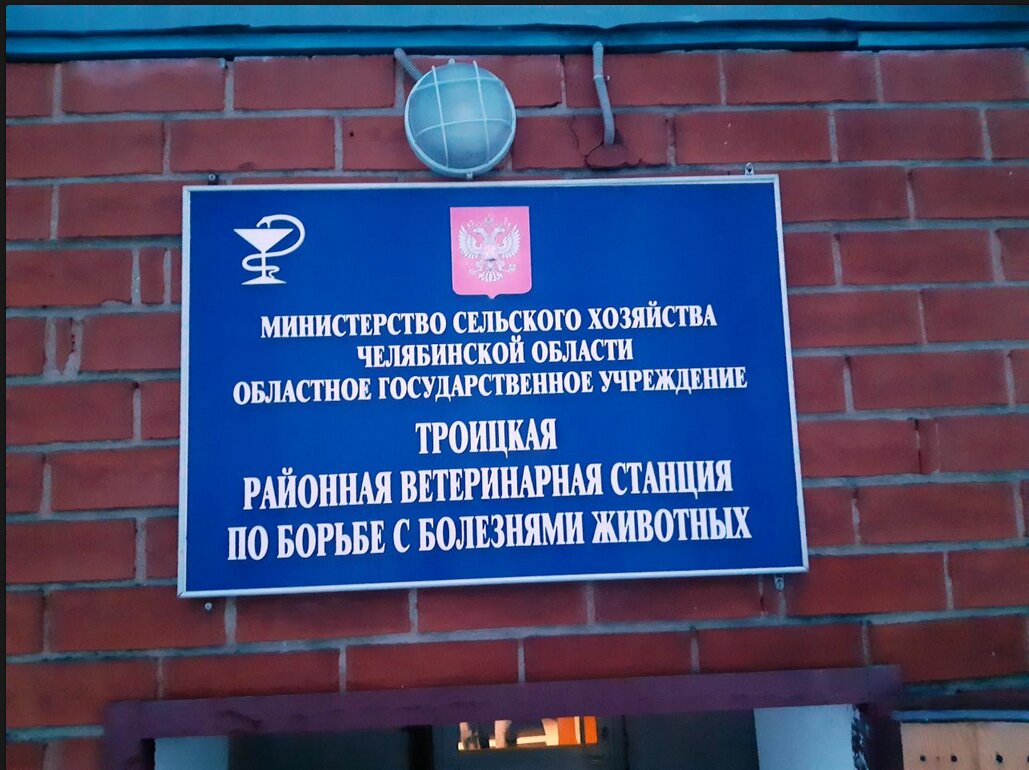 МИНИСТЕРСТВО СЕЛЬСКОГО ХОЗЯЙСТВА
ЧЕЛЯБИНСКОЙ ОБЛАСТИ
ОБЛАСТНОЕ ГОСУДАРСТВЕННОЕ УЧРЕЖДЕНИЕ
ТРОИЦКАЯ
РАЙОННАЯ ВЕТЕРИНАРНАЯ СТАНЦИЯ
ПО БОРЬБЕ С БОЛЕЗНЯМИ ЖИВОТНЫХ